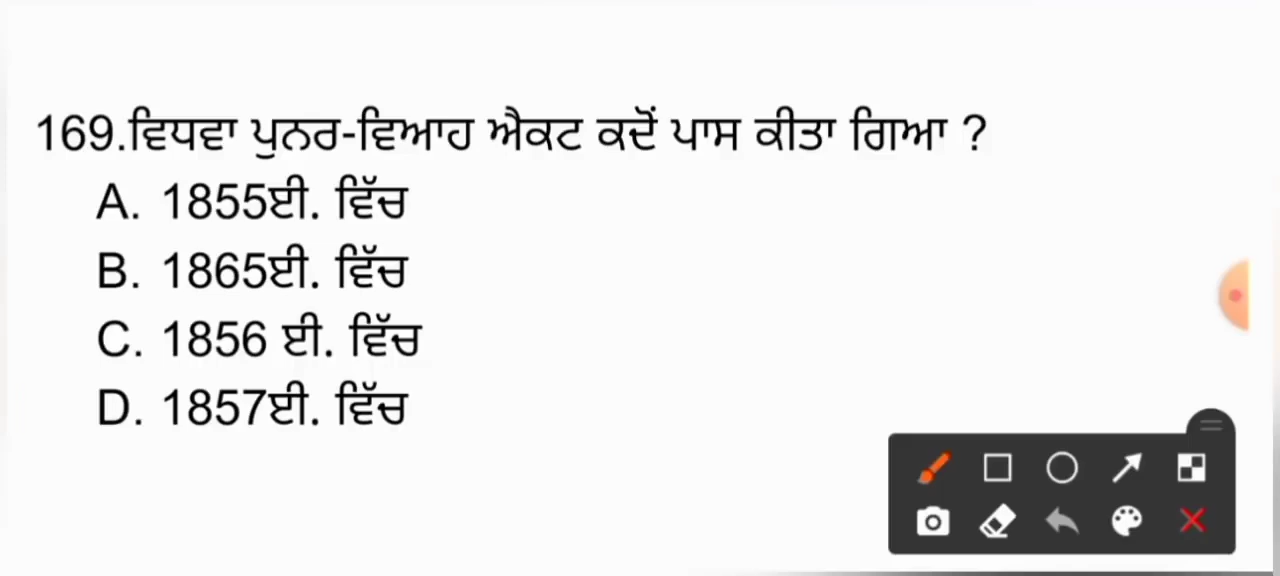 169.ਵਿਧਵਾ ਪੁਨਰ-ਵਿਆਹ ਐਕਟ ਕਦੋਂ ਪਾਸ ਕੀਤਾ ਗਿਆ ?
A. 1855ਈ. ਵਿੱਚ
B. 1865ਈ. ਵਿੱਚ
C. 1856 ਈ. ਵਿੱਚ
D. 1857ਈ. ਵਿੱਚ